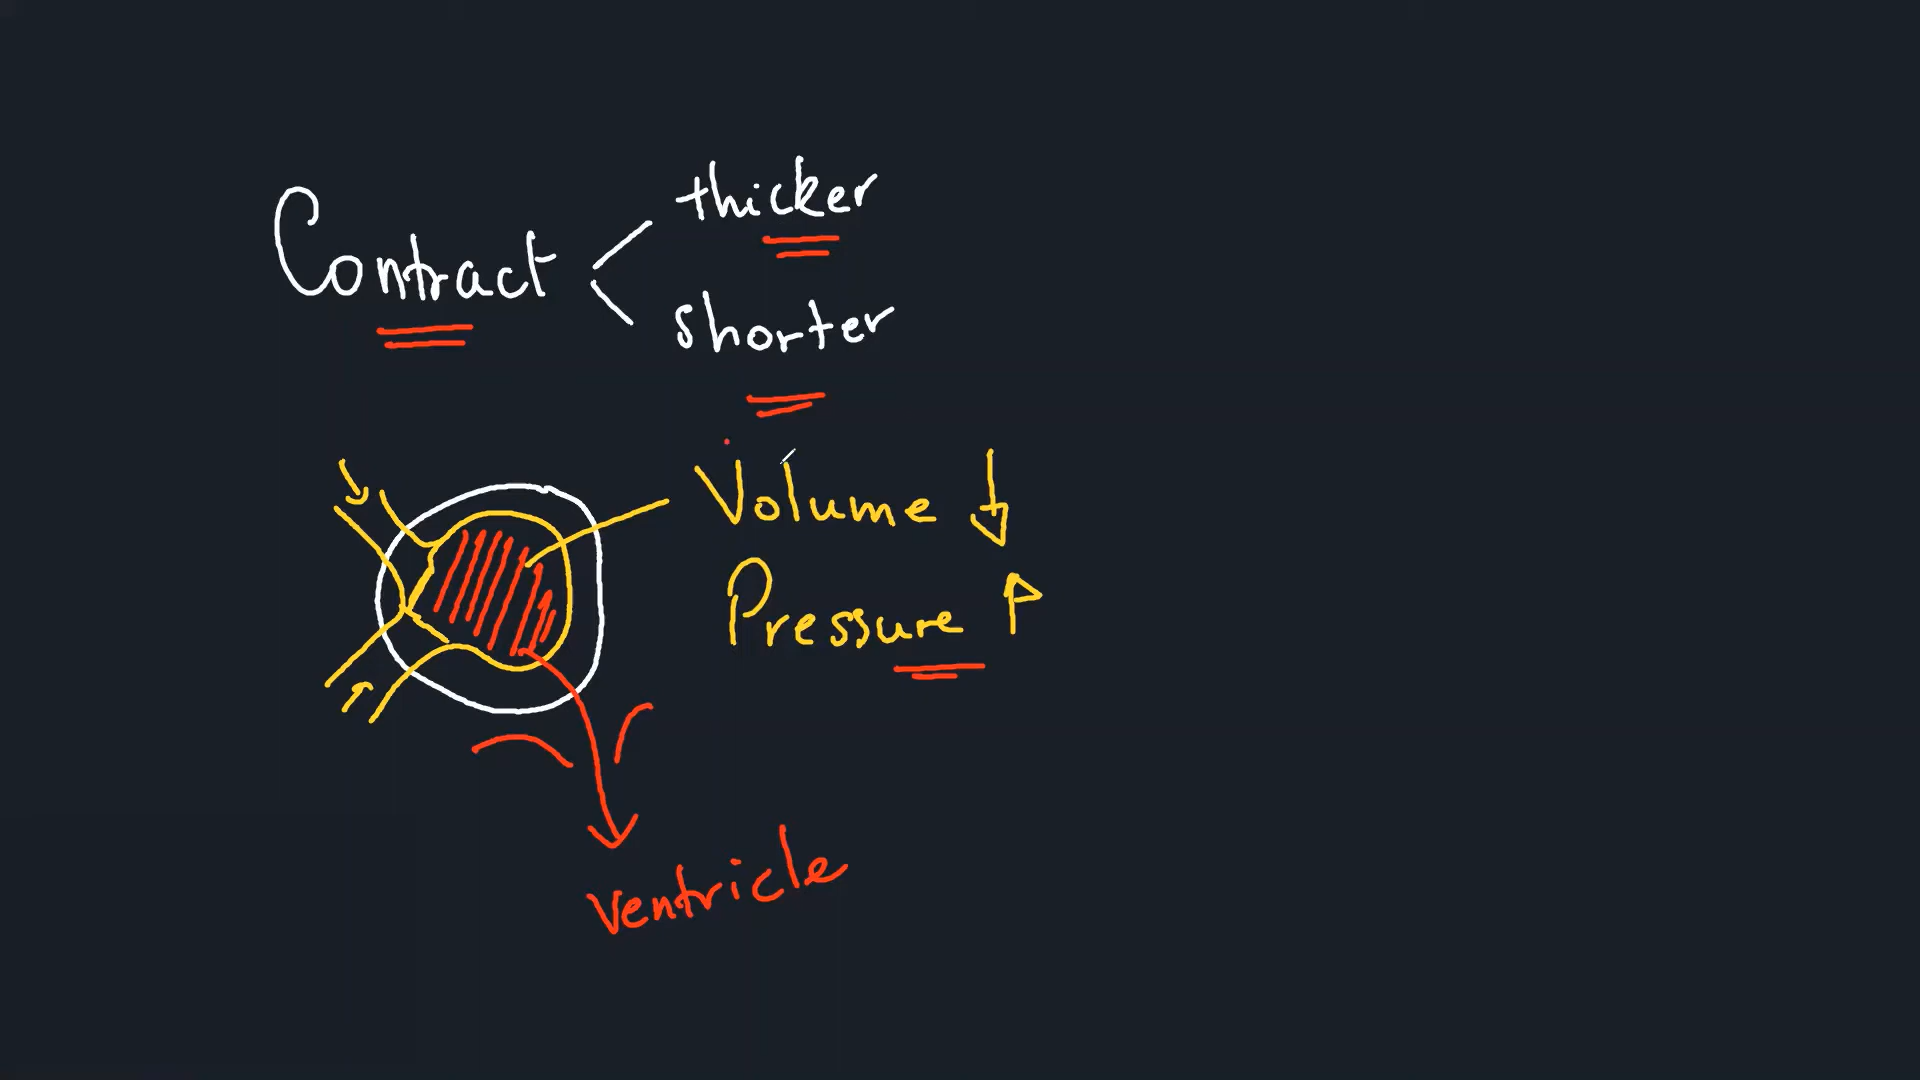 Contract
thicker
shorter
Volume ↓
Pressure ↑
ventricle